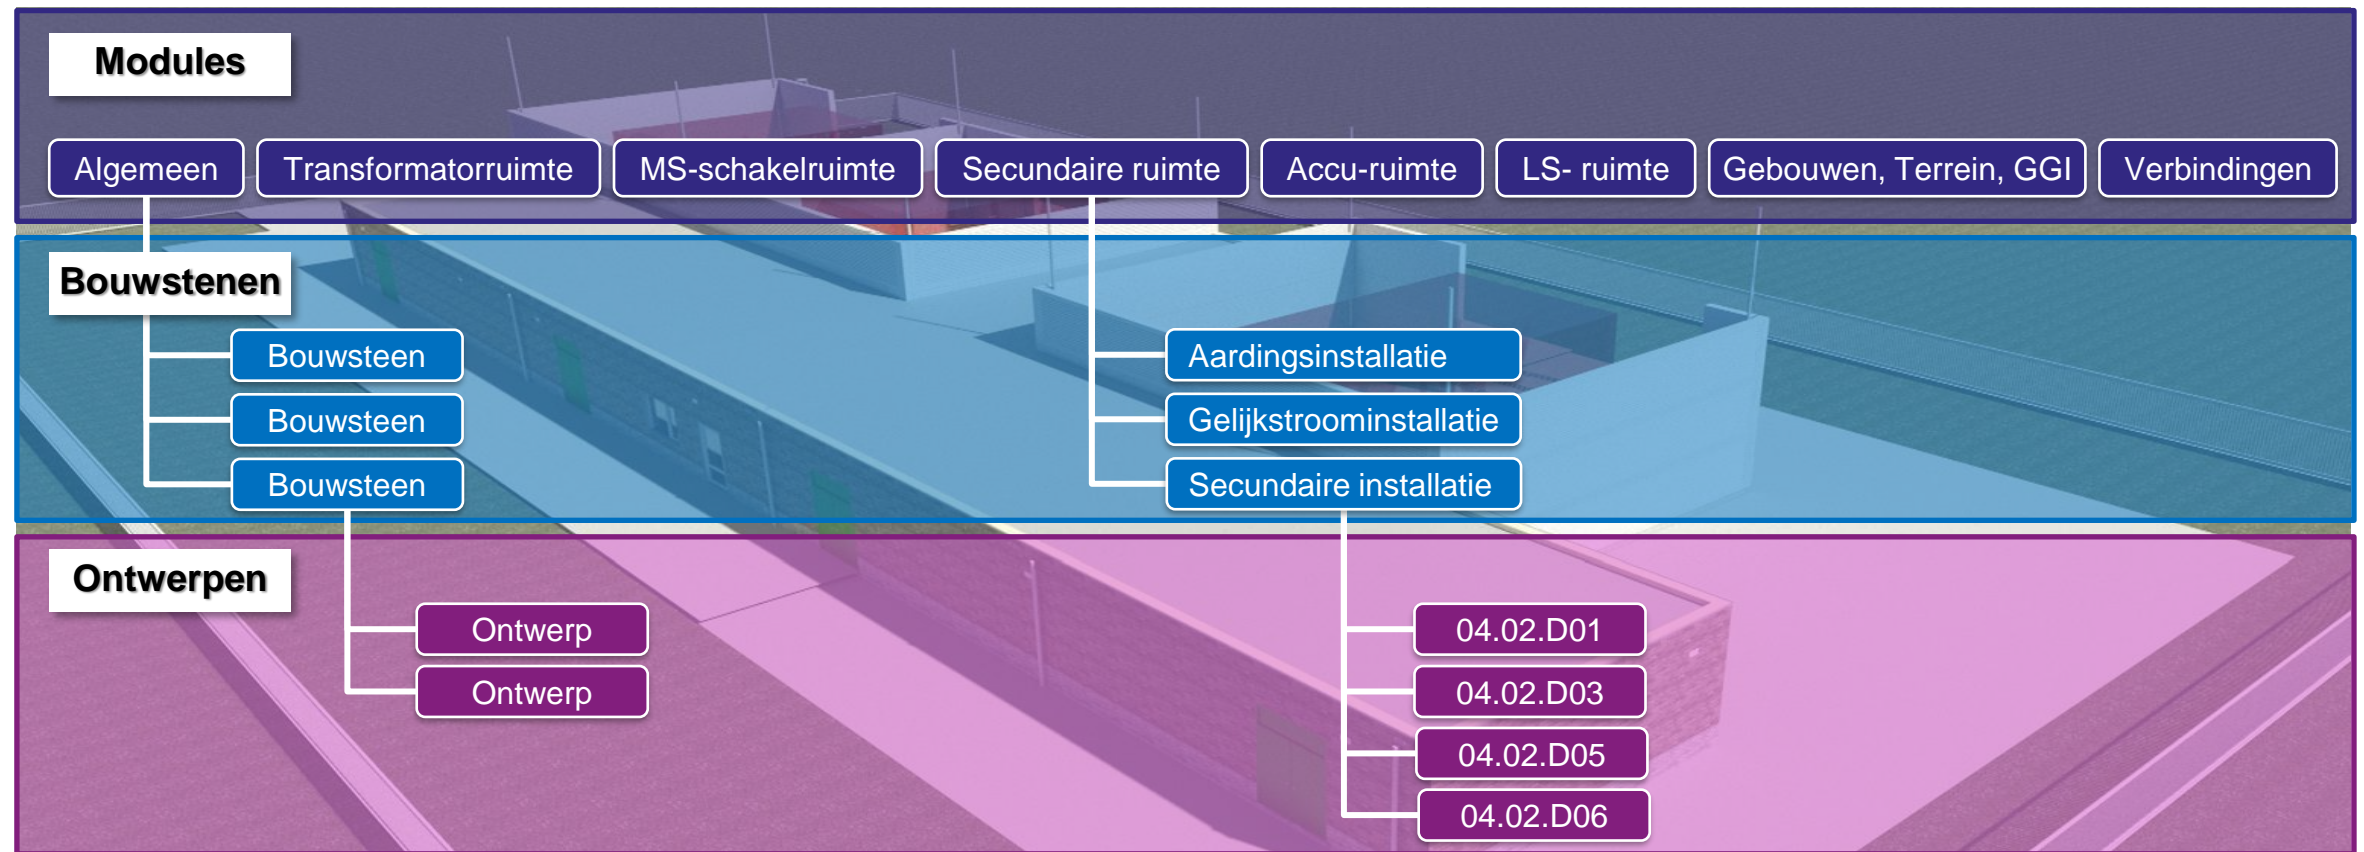 Modules
Algemeen
Transformatorruimte
MS-schakelruimte
Secundaire ruimte
Accu-ruimte
LS- ruimte
Gebouwen, Terrein, GGI
Verbindingen
Bouwstenen
Bouwsteen
Bouwsteen
Bouwsteen
Aardingsinstallatie
Gelijkstroominstallatie
Secundaire installatie
Ontwerpen
Ontwerp
Ontwerp
04.02.D01
04.02.D03
04.02.D05
04.02.D06